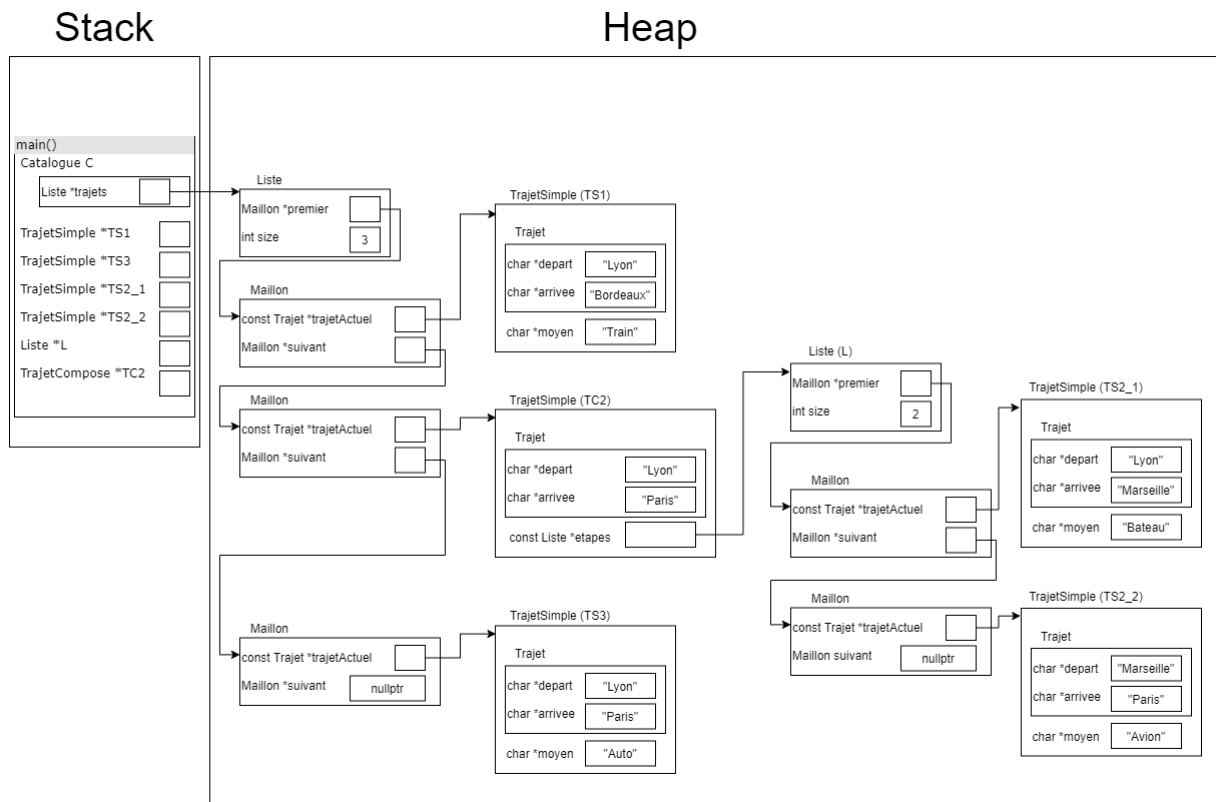 Stack
Heap
main()
Catalogue C
Liste *trajets
TrajetSimple *TS1
TrajetSimple *TS3
TrajetSimple *TS2_1
TrajetSimple *TS2_2
Liste *L
TrajetCompose *TC2
Liste
Maillon *premier
int size
3
Maillon
const Trajet *trajetActuel
Maillon *suivant
Maillon
const Trajet *trajetActuel
Maillon *suivant
Maillon
const Trajet *trajetActuel
Maillon *suivant
nullptr
TrajetSimple (TS1)
Trajet
char *depart
"Lyon"
char *arrivee
"Bordeaux"
char *moyen
"Train"
TrajetSimple (TC2)
Trajet
char *depart
"Lyon"
char *arrivee
"Paris"
const Liste *etapes
TrajetSimple (TS3)
Trajet
char *depart
"Lyon"
char *arrivee
"Paris"
char *moyen
"Auto"
Liste (L)
Maillon *premier
int size
2
Maillon
const Trajet *trajetActuel
Maillon *suivant
Maillon
const Trajet *trajetActuel
Maillon suivant
nullptr
TrajetSimple (TS2_1)
Trajet
char *depart
"Lyon"
char *arrivee
"Marseille"
char *moyen
"Bateau"
TrajetSimple (TS2_2)
Trajet
char *depart
"Marseille"
char *arrivee
"Paris"
char *moyen
"Avion"